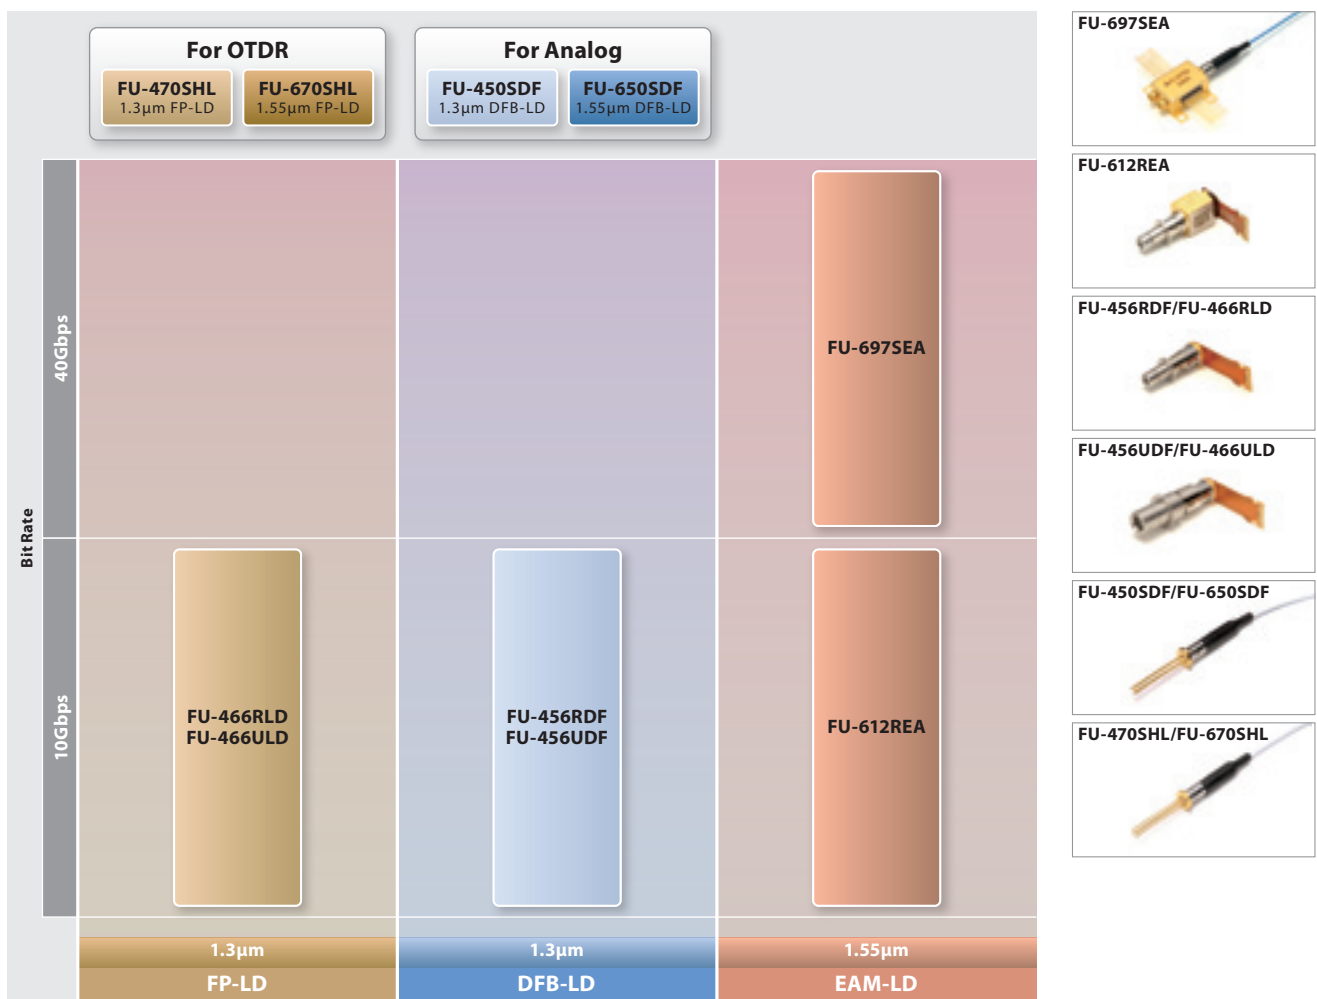 For OTDR
FU-470SHL
1.3μm FP-LD
FU-670SHL
1.55μm FP-LD
For Analog
FU-450SDF
1.3μm DFB-LD
FU-650SDF
1.55μm DFB-LD
Bit Rate
40Gbps
10Gbps
FU-697SEA
FU-466RLD
FU-466ULD
FU-456RDF
FU-456UDF
FU-612REA
1.3μm
FP-LD
1.3μm
DFB-LD
1.55μm
EAM-LD
FU-697SEA
FU-612REA
FU-456RDF/FU-466RLD
FU-456UDF/FU-466ULD
FU-450SDF/FU-650SDF
FU-470SHL/FU-670SHL